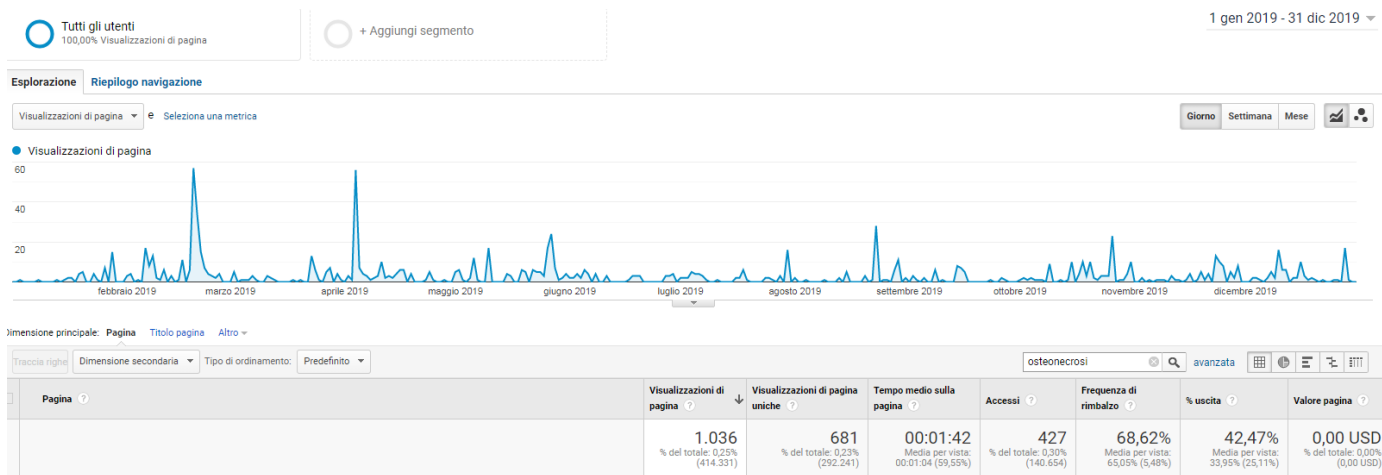 Tutti gli utenti
100,00% Visualizzazioni di pagina
+ Aggiungi segmento
1 gen 2019 - 31 dic 2019
Esplorazione Riepilogo navigazione
Visualizzazioni di pagina e Seleziona una metrica
Giorno Settimana Mese
Visualizzazioni di pagina
60
40
20
febbraio 2019 marzo 2019 aprile 2019 maggio 2019 giugno 2019 luglio 2019 agosto 2019 settembre 2019 ottobre 2019 novembre 2019 dicembre 2019
Dimensione principale: Pagina Titolo pagina Altro
Traccia righe Dimensione secondaria Tipo di ordinamento: Predefinito osteonecrosi avanzata
Pagina ? Visualizzazioni di pagina ? Visualizzazioni di pagina uniche ? Tempo medio sulla pagina ? Accessi ? Frequenza di rimbalzo ? % uscita ? Valore pagina ?
1.036 681 00:01:42 427 68,62% 42,47% 0,00 USD
% del totale: 0,25% (414.331) % del totale: 0,23% (292.241) Media per vista: 00:01:04 (59,55%) % del totale: 0,30% (140.654) Media per vista: 65,05% (5,48%) Media per vista: 33,95% (25,11%) % del totale: 0,00% (0,00 USD)